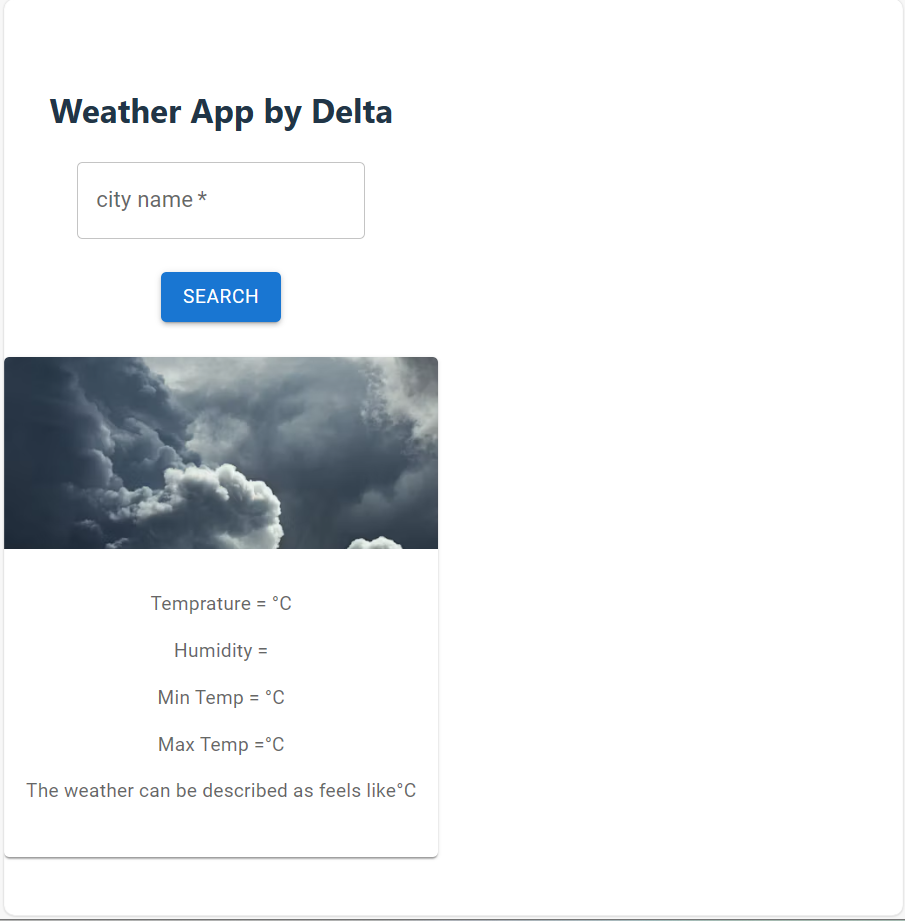 Weather App by Delta
city name *
SEARCH
Temprature = °C
Humidity =
Min Temp = °C
Max Temp =°C
The weather can be described as feels like°C